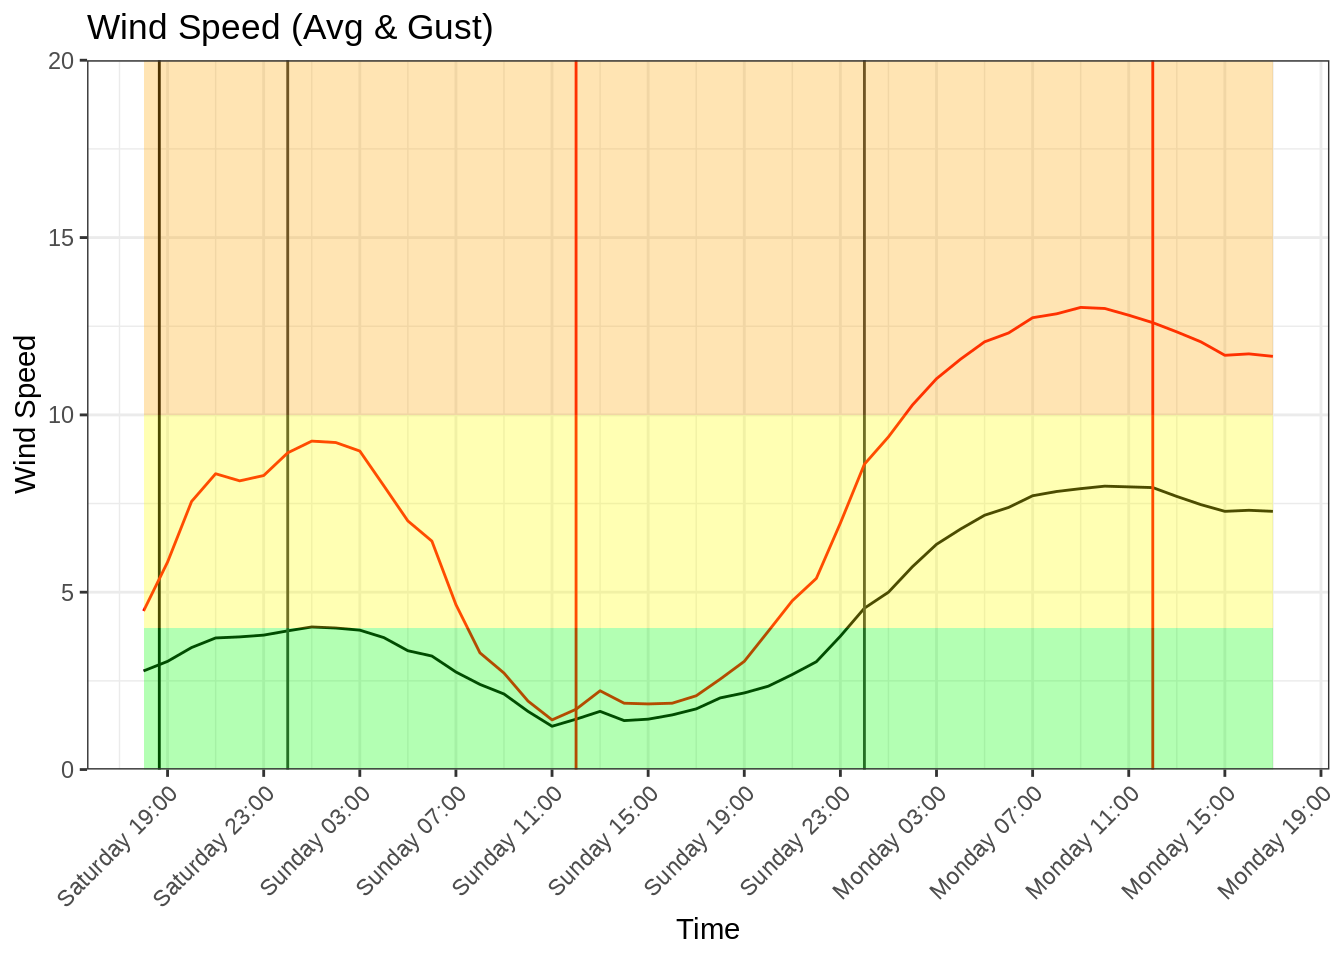 Wind Speed (Avg & Gust)
20
15
10
5
0
Wind Speed
Saturday 19:00
Saturday 23:00
Sunday 03:00
Sunday 07:00
Sunday 11:00
Sunday 15:00
Sunday 19:00
Sunday 23:00
Monday 03:00
Monday 07:00
Monday 11:00
Monday 15:00
Monday 19:00
Time